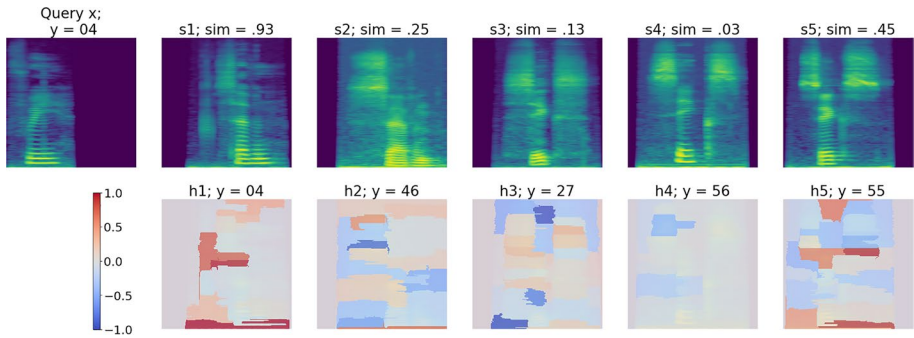 Query x;
y = 04
s1; sim = .93
s2; sim = .25
s3; sim = .13
s4; sim = .03
s5; sim = .45
h1; y = 04
h2; y = 46
h3; y = 27
h4; y = 56
h5; y = 55
1.0
0.5
0.0
−0.5
−1.0